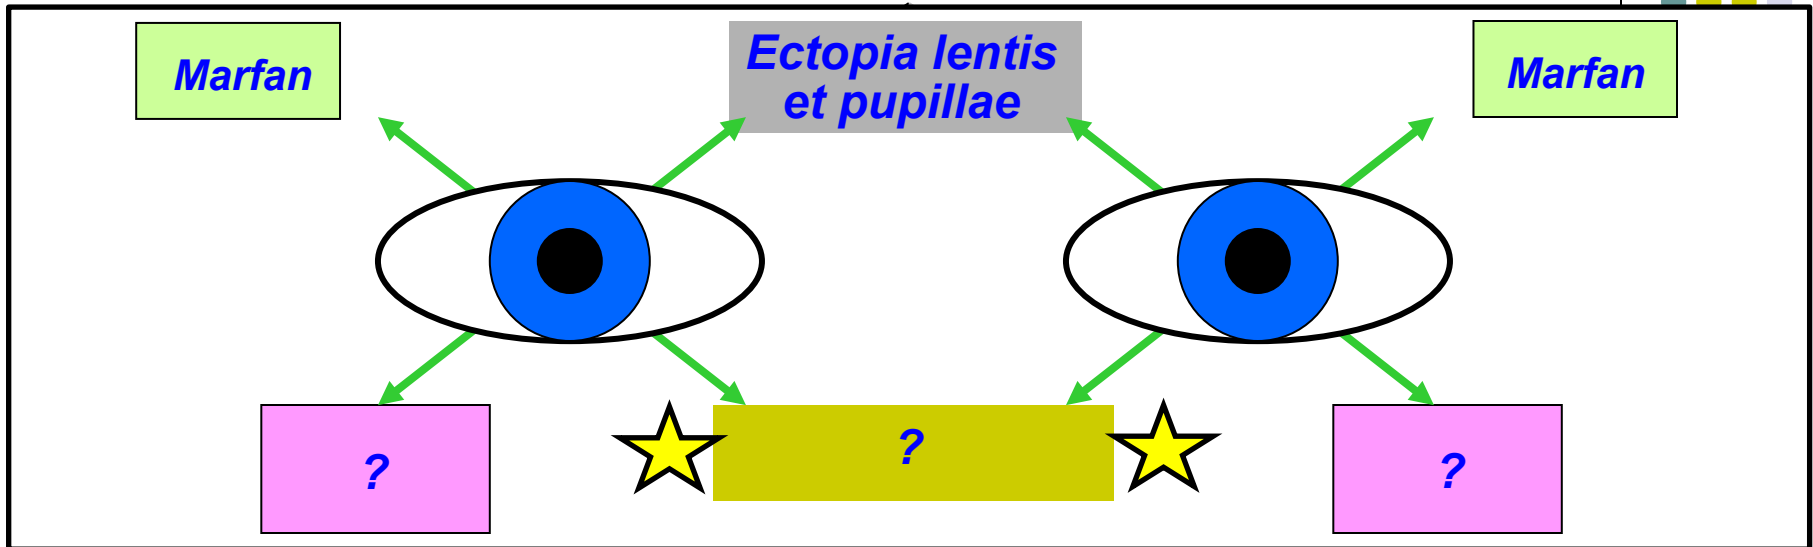 Marfan
Ectopia lentis
et pupillae
Marfan
?
?
?